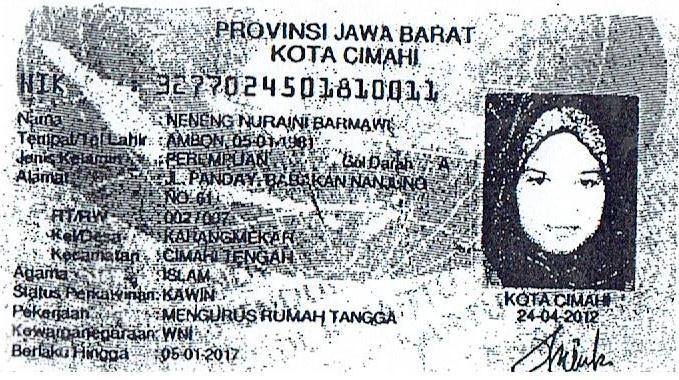 PROVINSI JAWA BARAT
KOTA CIMAHI
NIK : 3277024501810011
Nama : NENENG NURAINI BARMAWI
Tempat/Tgl Lahir : AMBON, 05-01-1981
Jenis Kelamin : PEREMPUAN Gol Darah : A
Alamat : JL. PANDAY BABAKAN NANJUNG
NO 61
RT/RW : 002/007
Kel/Desa : KARANGMEKAR
Kecamatan : CIMAHI TENGAH
Agama : ISLAM
Status Perkawinan: KAWIN
Pekerjaan : MENGURUS RUMAH TANGGA
Kewarganegaraan: WNI
Berlaku Hingga : 05-01-2017
KOTA CIMAHI
24-04-2012